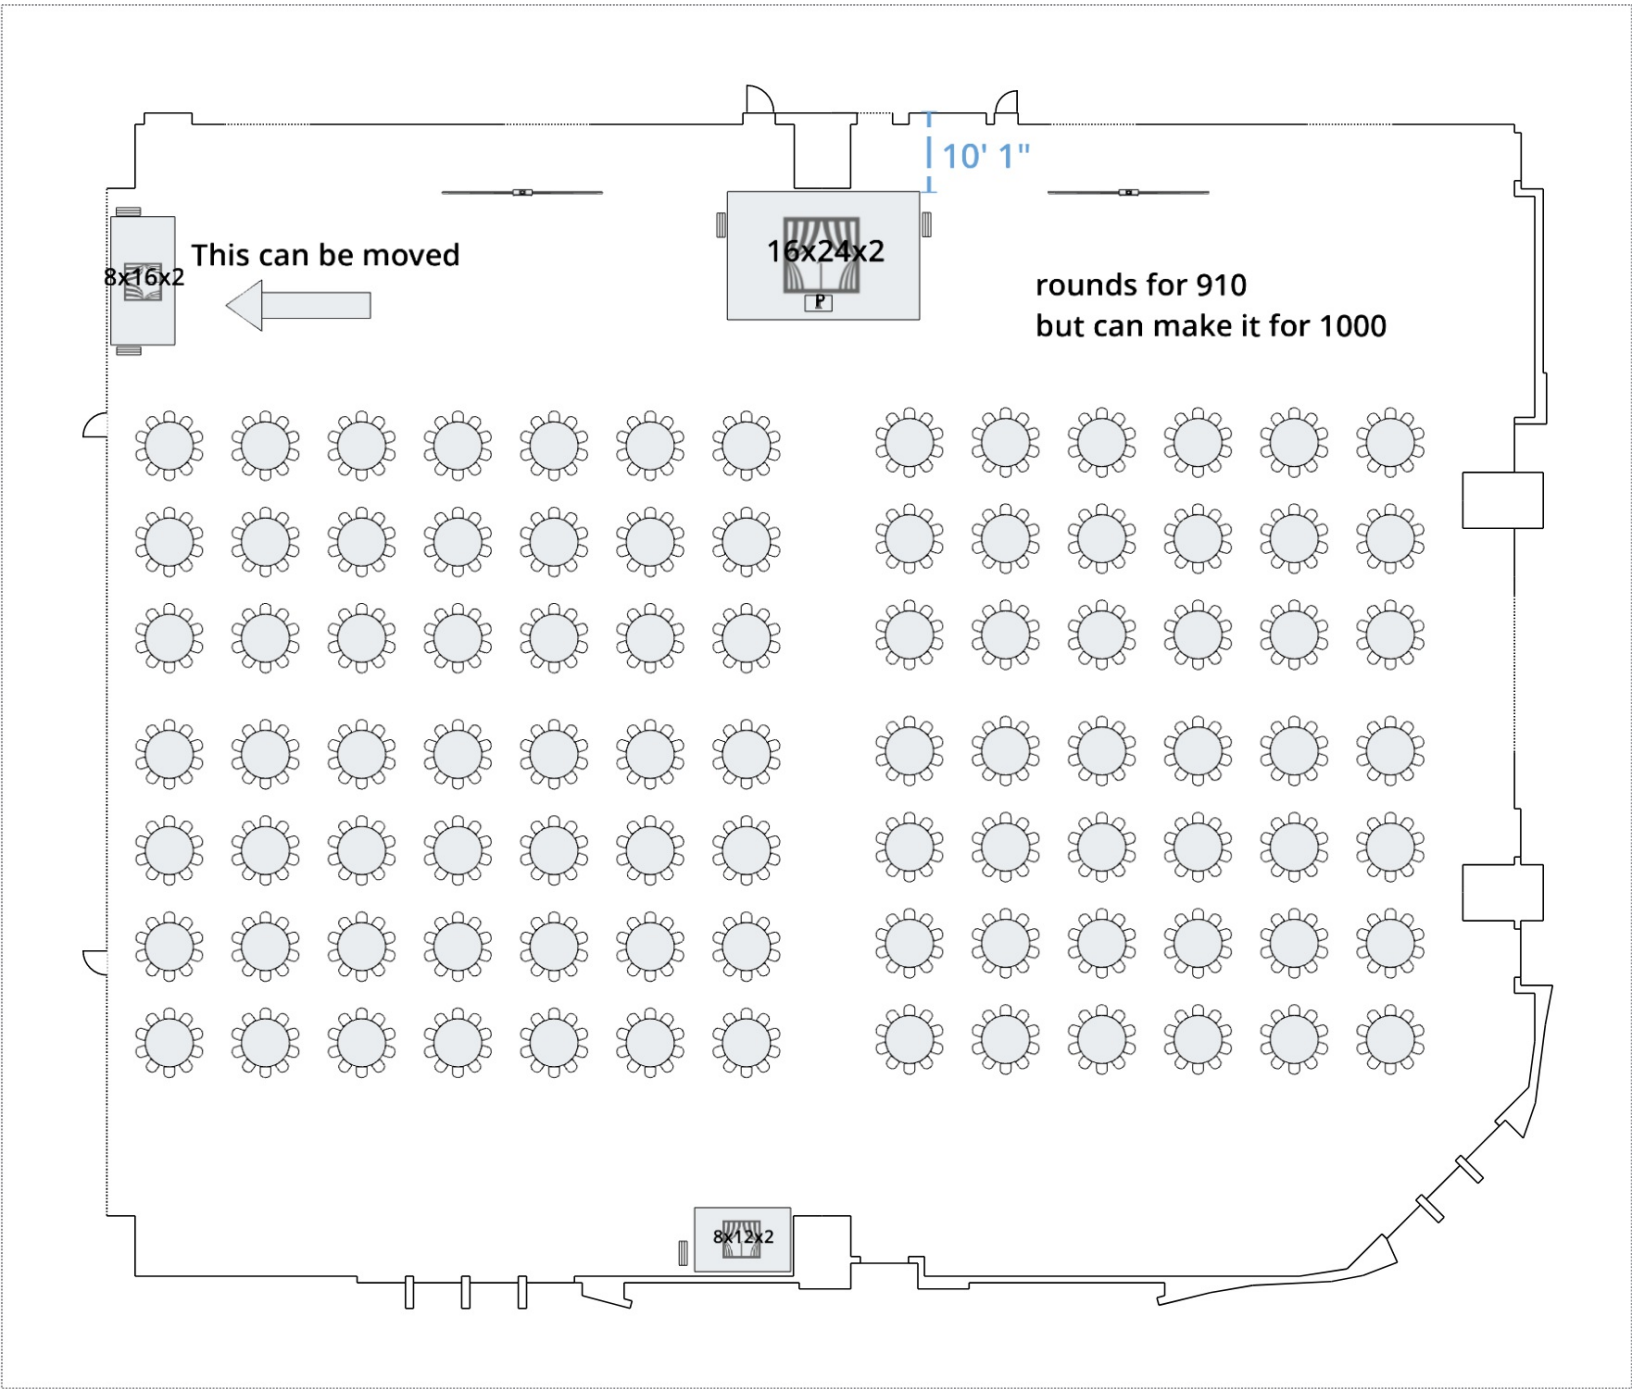 10' 1"
This can be moved
8x16x2
16x24x2
P
rounds for 910
but can make it for 1000
8x12x2